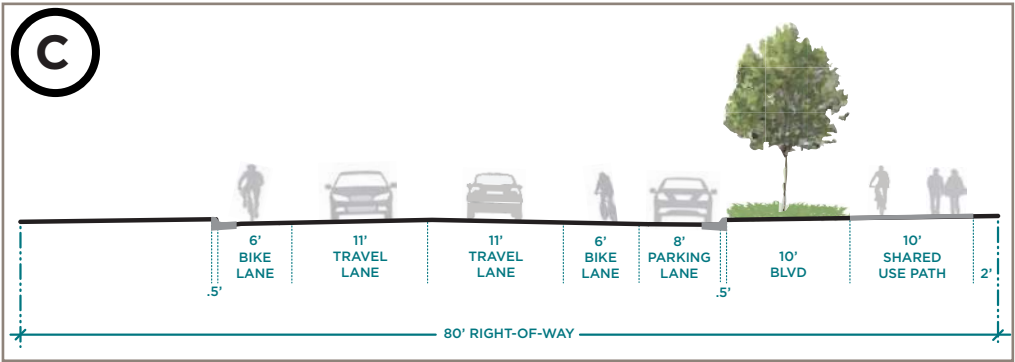 C
6’
BIKE
LANE
11’
TRAVEL
LANE
11’
TRAVEL
LANE
6’
BIKE
LANE
8’
PARKING
LANE
10’
BLVD
10’
SHARED
USE PATH
2’
.5’
.5’
80’ RIGHT-OF-WAY